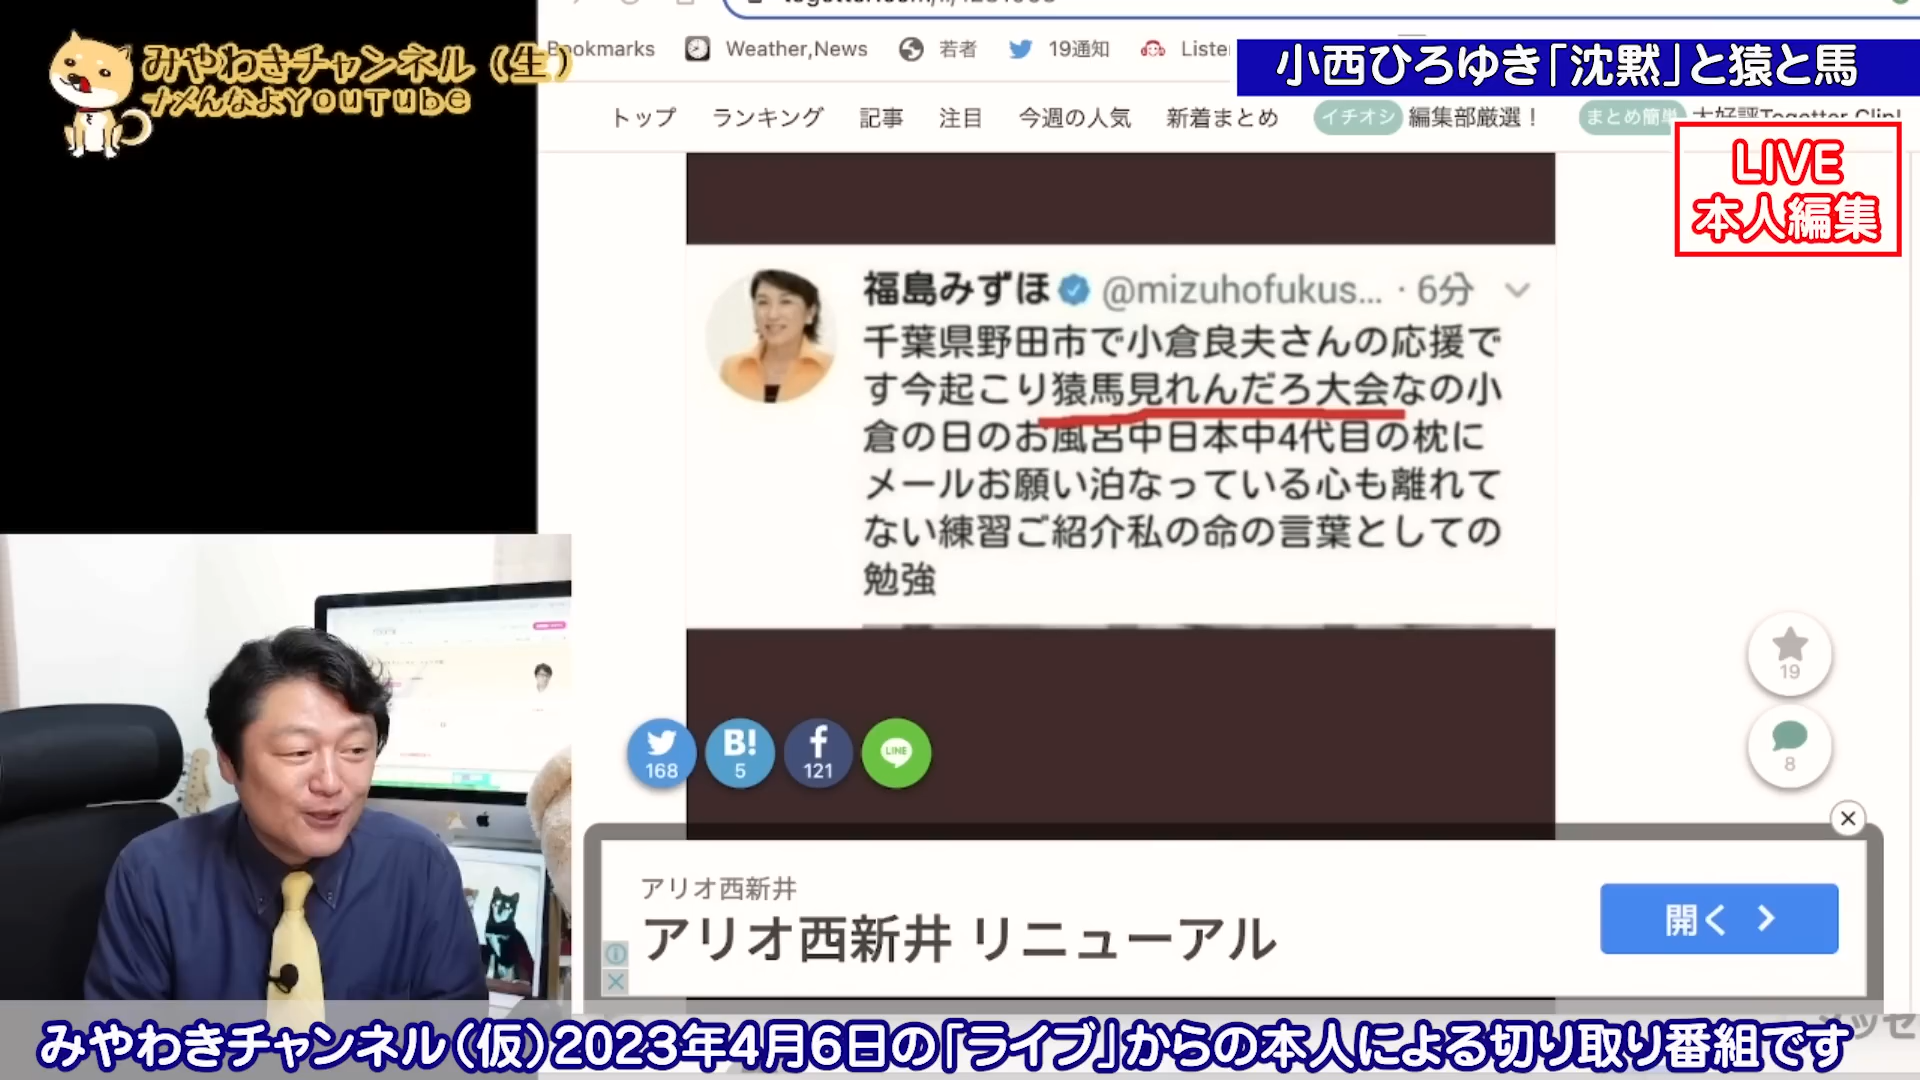 みやわきチャンネル（生）
ナメんなよYouTube
Bookmarks
Weather,News
若者
19通知
小西ひろゆき「沈黙」と猿と馬
トップ
ランキング
記事
注目
今週の人気
新着まとめ
イチオシ
編集部厳選！
まとめ簡単
LIVE
本人編集
福島みずほ @mizuhofukus... · 6分
千葉県野田市で小倉良夫さんの応援で
す今起こり猿馬見れんだろ大会なの小
倉の日のお風呂中日本中4代目の枕に
メールお願い泊なっている心も離れて
ない練習ご紹介私の命の言葉としての
勉強
19
8
168
B!
5
f
121
LINE
アリオ西新井
アリオ西新井 リニューアル
開く
みやわきチャンネル（仮）2023年4月6日の「ライブ」からの本人による切り取り番組です